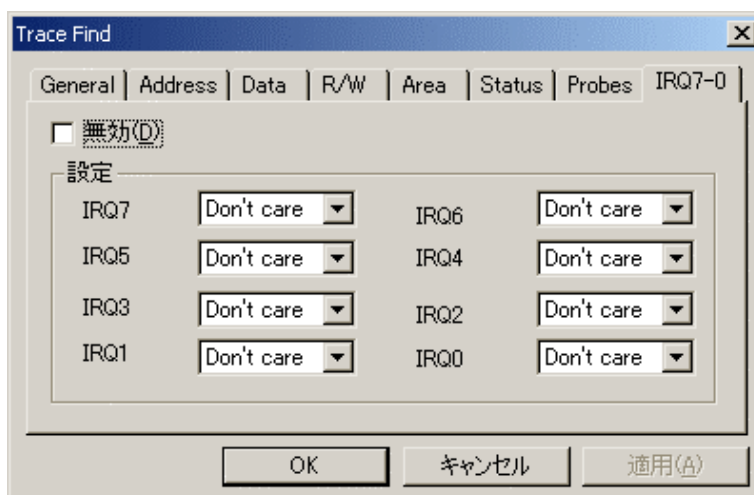 Trace Find
General Address Data R/W Area Status Probes IRQ7-0
無効(D)
設定
IRQ7 Don't care IRQ6 Don't care
IRQ5 Don't care IRQ4 Don't care
IRQ3 Don't care IRQ2 Don't care
IRQ1 Don't care IRQ0 Don't care
OK キャンセル 適用(A)